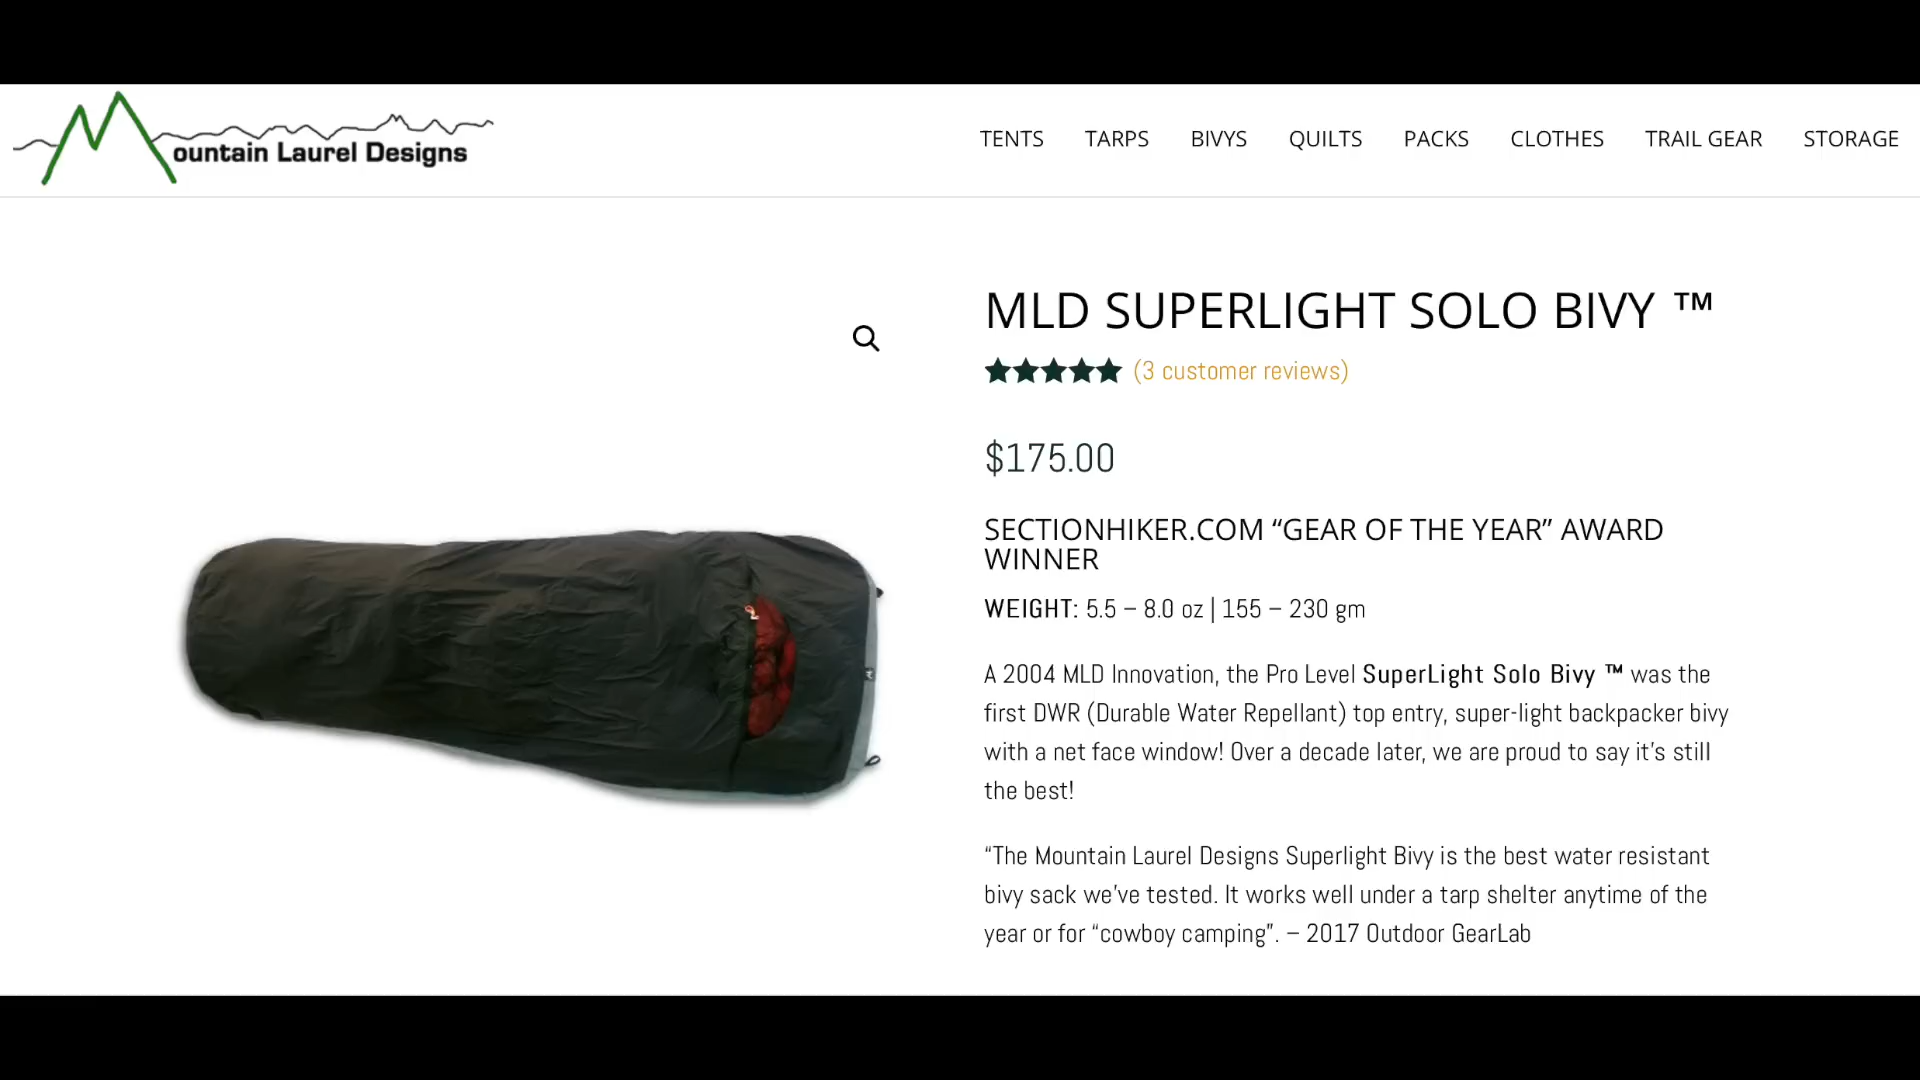 ountain Laurel Designs
TENTS TARPS BIVYS QUILTS PACKS CLOTHES TRAIL GEAR STORAGE
MLD SUPERLIGHT SOLO BIVY ™
(3 customer reviews)
$175.00
SECTIONHIKER.COM “GEAR OF THE YEAR” AWARD
WINNER
WEIGHT: 5.5 – 8.0 oz | 155 – 230 gm
A 2004 MLD Innovation, the Pro Level SuperLight Solo Bivy ™ was the
first DWR (Durable Water Repellant) top entry, super-light backpacker bivy
with a net face window! Over a decade later, we are proud to say it’s still
the best!
“The Mountain Laurel Designs Superlight Bivy is the best water resistant
bivy sack we’ve tested. It works well under a tarp shelter anytime of the
year or for “cowboy camping”. – 2017 Outdoor GearLab